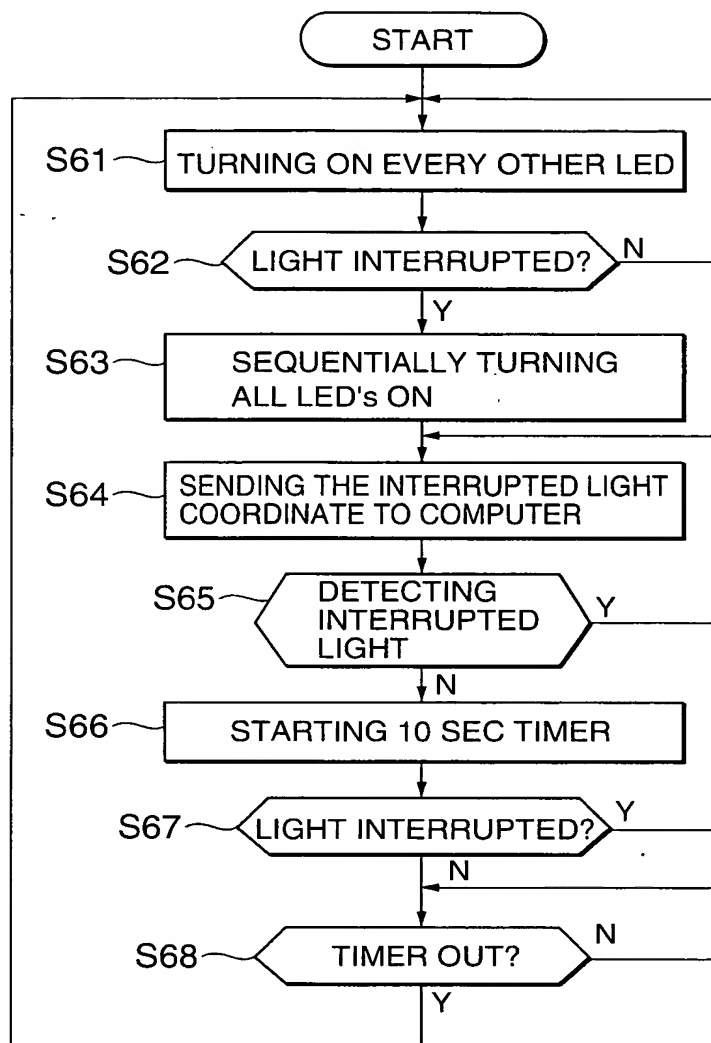 START
S61
TURNING ON EVERY OTHER LED
S62
LIGHT INTERRUPTED?
N
Y
S63
SEQUENTIALLY TURNING
ALL LED's ON
S64
SENDING THE INTERRUPTED LIGHT
COORDINATE TO COMPUTER
S65
DETECTING
INTERRUPTED
LIGHT
Y
N
S66
STARTING 10 SEC TIMER
S67
LIGHT INTERRUPTED?
Y
N
S68
TIMER OUT?
N
Y